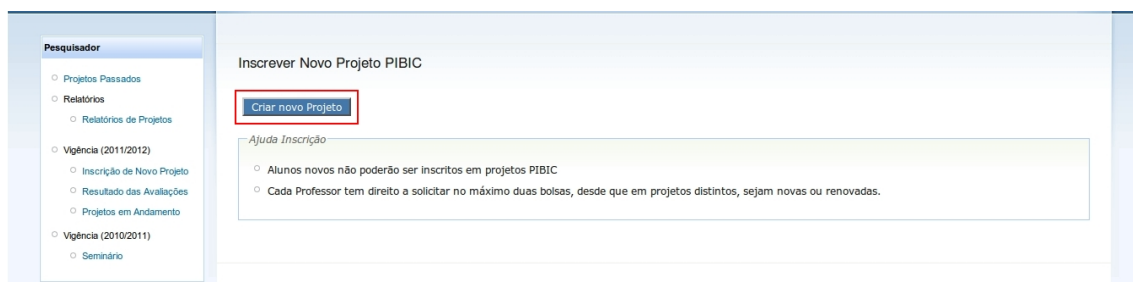 Pesquisador
Projetos Passados
Relatórios
Relatórios de Projetos
Vigência (2011/2012)
Inscrição de Novo Projeto
Resultado das Avaliações
Projetos em Andamento
Vigência (2010/2011)
Seminário
Inscrever Novo Projeto PIBIC
Criar novo Projeto
Ajuda Inscrição
Alunos novos não poderão ser inscritos em projetos PIBIC
Cada Professor tem direito a solicitar no máximo duas bolsas, desde que em projetos distintos, sejam novas ou renovadas.